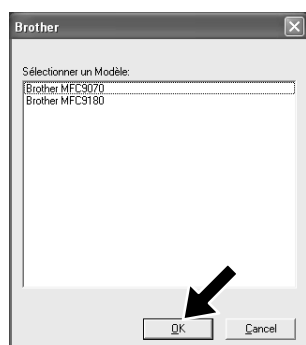 Brother
Sélectionner un Modèle:
Brother MFC9070
Brother MFC9180
OK
Cancel